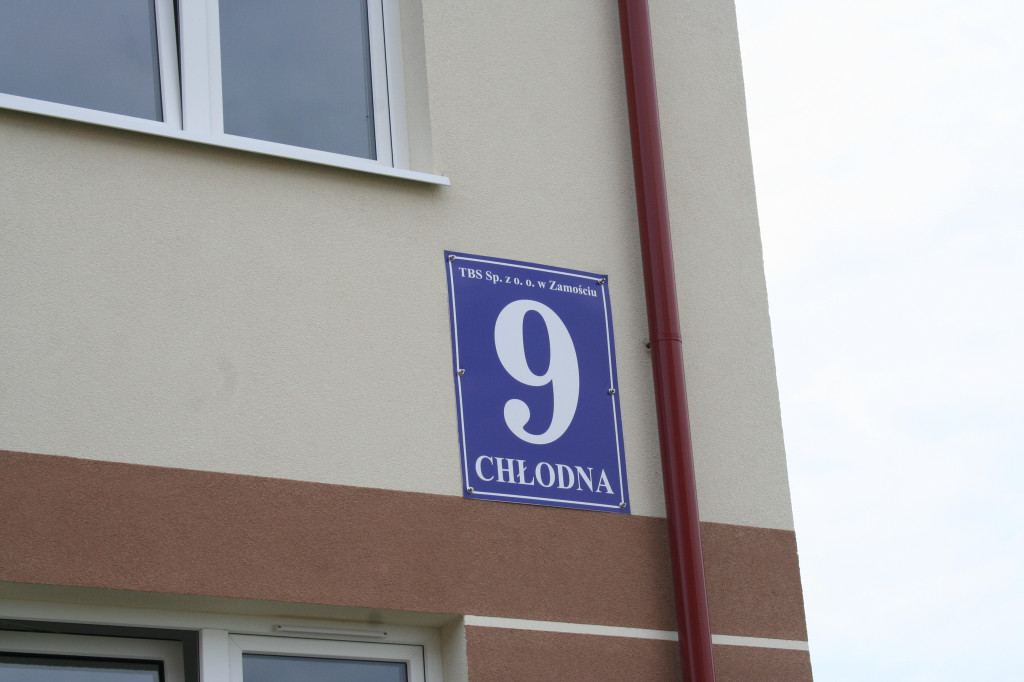 TBS Sp. z o. o. w Zamościu
9
CHŁODNA